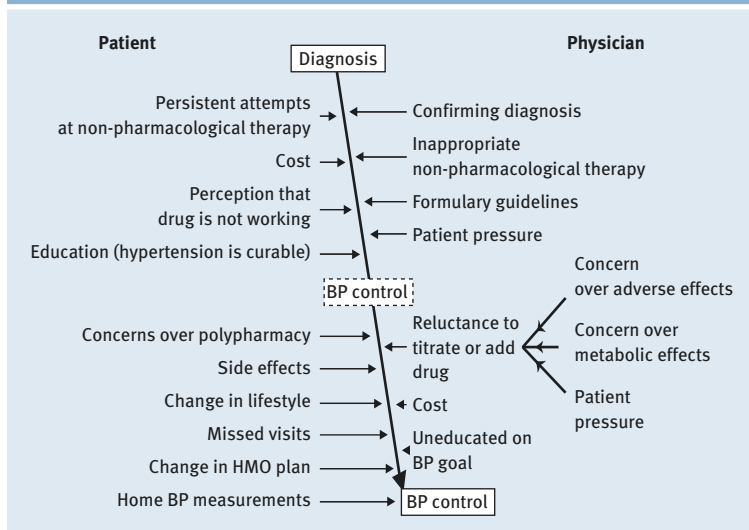 Patient
Physician
Diagnosis
Persistent attempts
at non-pharmacological therapy
Confirming diagnosis
Cost
Inappropriate
non-pharmacological therapy
Perception that
drug is not working
Formulary guidelines
Patient pressure
Education (hypertension is curable)
BP control
Concern
over adverse effects
Concerns over polypharmacy
Reluctance to
titrate or add
drug
Concern over
metabolic effects
Side effects
Patient
pressure
Change in lifestyle
Cost
Missed visits
Uneducated on
BP goal
Change in HMO plan
Home BP measurements
BP control